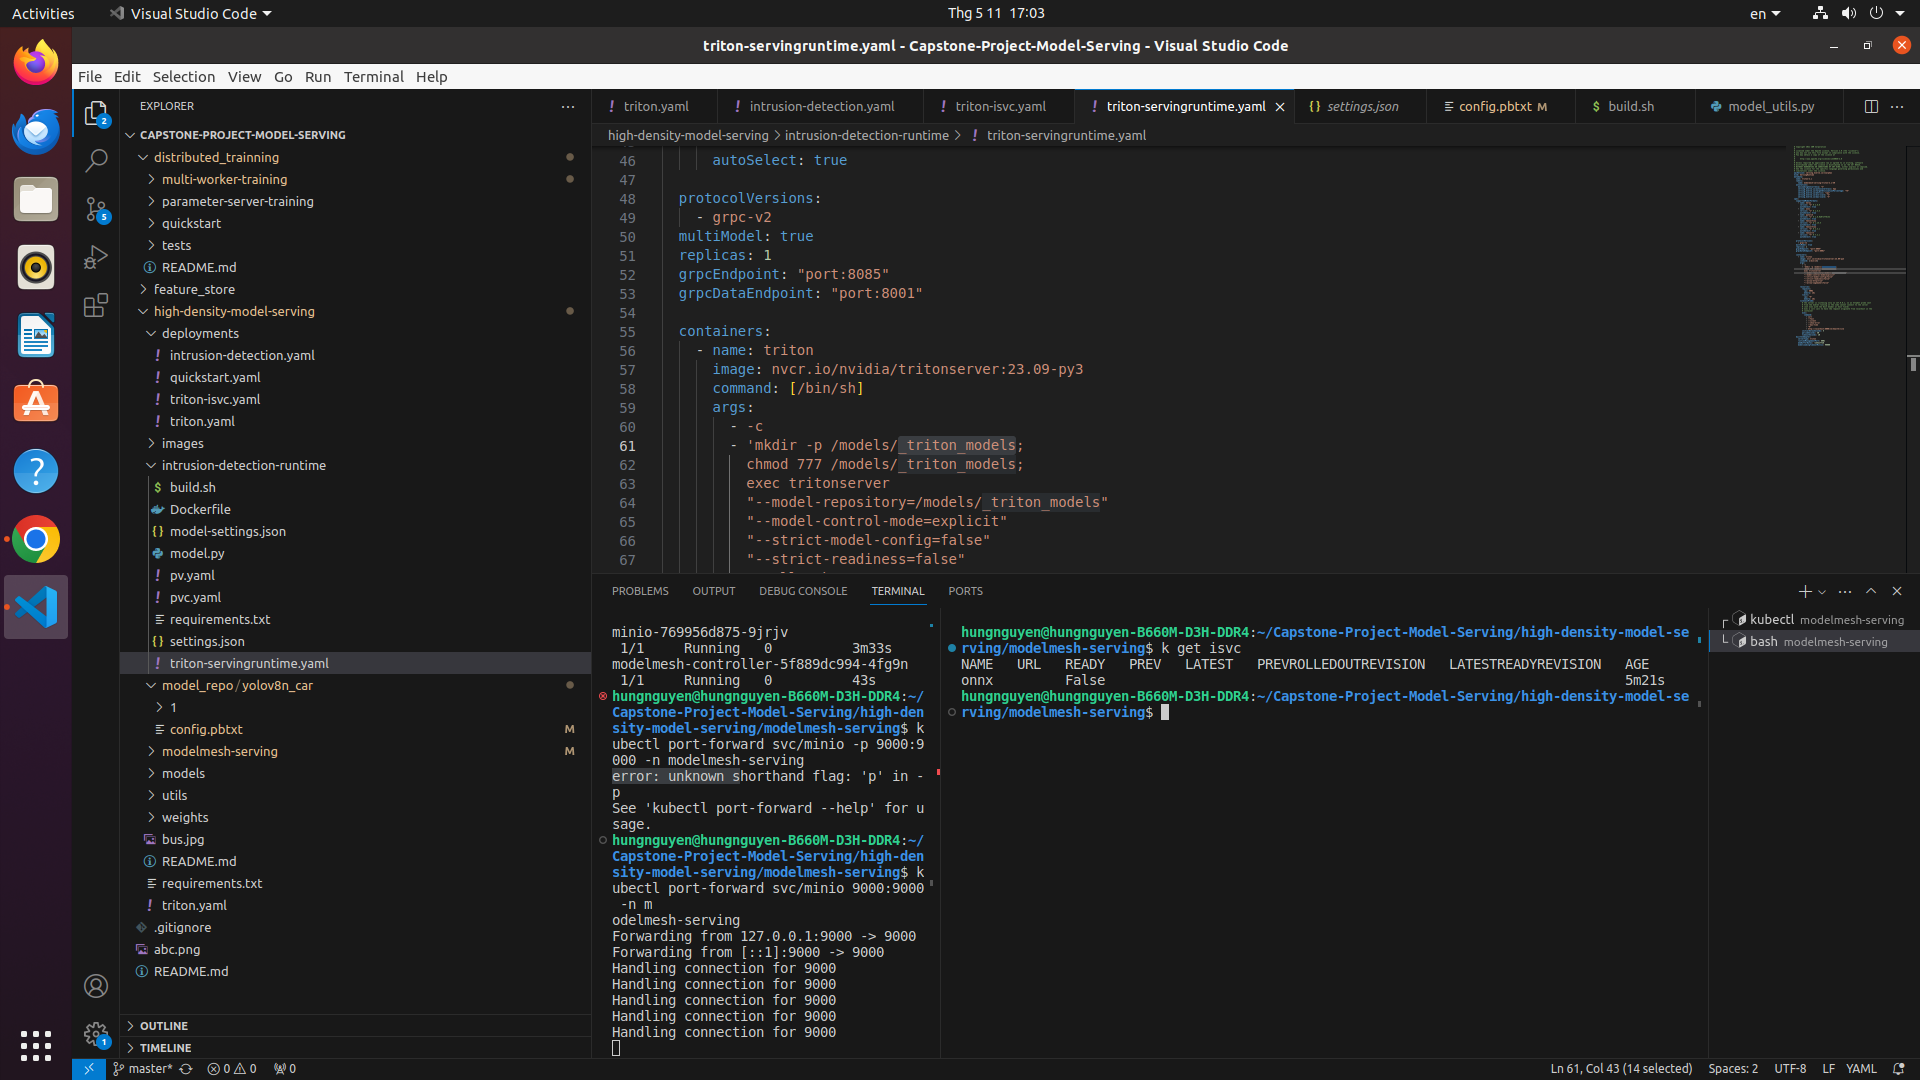 Activities
Visual Studio Code
Thg 5 11 17:03
en
triton-servingruntime.yaml - Capstone-Project-Model-Serving - Visual Studio Code
File Edit Selection View Go Run Terminal Help
EXPLORER
CAPSTONE-PROJECT-MODEL-SERVING
distributed_trainning
multi-worker-training
parameter-server-training
quickstart
tests
README.md
feature_store
high-density-model-serving
deployments
intrusion-detection.yaml
quickstart.yaml
triton-isvc.yaml
triton.yaml
images
intrusion-detection-runtime
build.sh
Dockerfile
model-settings.json
model.py
pv.yaml
pvc.yaml
requirements.txt
settings.json
triton-servingruntime.yaml
model_repo/yolov8n_car
1
config.pbtxt M
modelmesh-serving M
models
utils
weights
bus.jpg
README.md
requirements.txt
triton.yaml
.gitignore
abc.png
README.md
OUTLINE
TIMELINE
triton.yaml intrusion-detection.yaml triton-isvc.yaml triton-servingruntime.yaml settings.json config.pbtxt M build.sh model_utils.py
high-density-model-serving > intrusion-detection-runtime > triton-servingruntime.yaml
46 autoSelect: true
47
48 protocolVersions:
49 - grpc-v2
50 multiModel: true
51 replicas: 1
52 grpcEndpoint: "port:8085"
53 grpcDataEndpoint: "port:8001"
54
55 containers:
56 - name: triton
57 image: nvcr.io/nvidia/tritonserver:23.09-py3
58 command: [/bin/sh]
59 args:
60 - -c
61 - 'mkdir -p /models/_triton_models;
62 chmod 777 /models/_triton_models;
63 exec tritonserver
64 "--model-repository=/models/_triton_models"
65 "--model-control-mode=explicit"
66 "--strict-model-config=false"
67 "--strict-readiness=false"
PROBLEMS OUTPUT DEBUG CONSOLE TERMINAL PORTS
minio-769956d875-9jrjv
1/1 Running 0 3m33s
modelmesh-controller-5f889dc994-4fg9n
1/1 Running 0 43s
hungnguyen@hungnguyen-B660M-D3H-DDR4:~/
Capstone-Project-Model-Serving/high-den
sity-model-serving/modelmesh-serving$ k
ubectl port-forward svc/minio -p 9000:9
000 -n modelmesh-serving
error: unknown shorthand flag: 'p' in -
p
See 'kubectl port-forward --help' for u
sage.
hungnguyen@hungnguyen-B660M-D3H-DDR4:~/
Capstone-Project-Model-Serving/high-den
sity-model-serving/modelmesh-serving$ k
ubectl port-forward svc/minio 9000:9000
-n m
odelmesh-serving
Forwarding from 127.0.0.1:9000 -> 9000
Forwarding from [::1]:9000 -> 9000
Handling connection for 9000
Handling connection for 9000
Handling connection for 9000
Handling connection for 9000
Handling connection for 9000
hungnguyen@hungnguyen-B660M-D3H-DDR4:~/Capstone-Project-Model-Serving/high-density-model-se
rving/modelmesh-serving$ k get isvc
NAME URL READY PREV LATEST PREVROLLEDOUTREVISION LATESTREADYREVISION AGE
onnx False 5m21s
hungnguyen@hungnguyen-B660M-D3H-DDR4:~/Capstone-Project-Model-Serving/high-density-model-se
rving/modelmesh-serving$
kubectl modelmesh-serving
bash modelmesh-serving
2
5
1
master* 0 0 0
Ln 61, Col 43 (14 selected) Spaces: 2 UTF-8 LF YAML